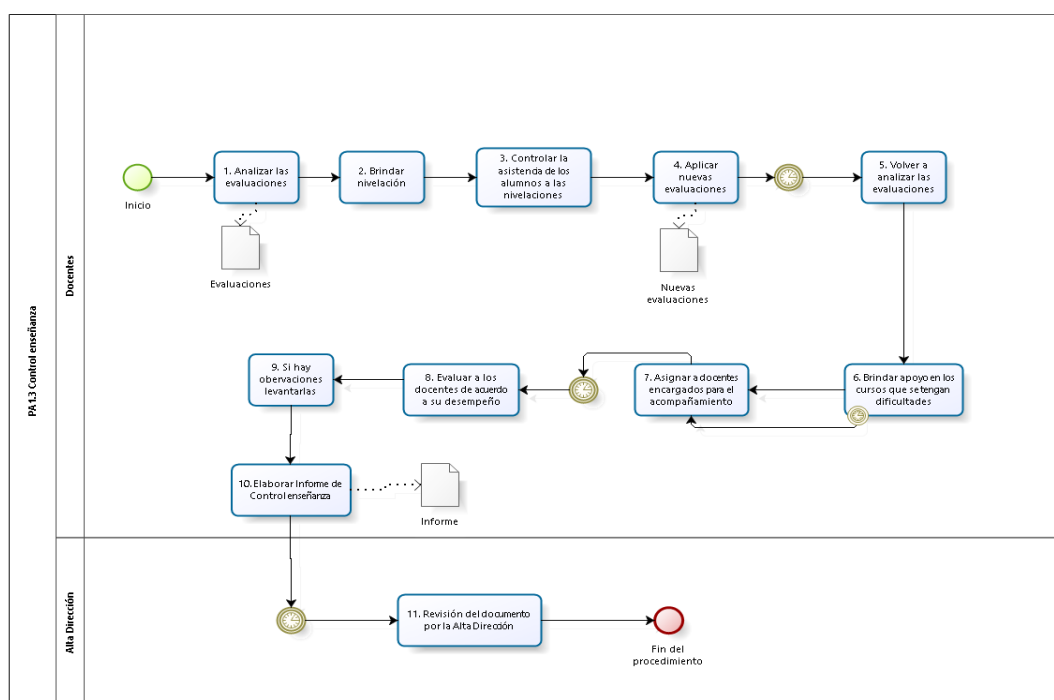 PA 1.3 Control enseñanza
Docentes
Inicio
1. Analizar las
evaluaciones
Evaluaciones
2. Brindar
nivelación
3. Controlar la
asistencia de los
alumnos a las
nivelaciones
4. Aplicar
nuevas
evaluaciones
Nuevas
evaluaciones
5. Volver a
analizar las
evaluaciones
6. Brindar apoyo en los
cursos que se tengan
dificultades
7. Asignar a docentes
encargados para el
acompañamiento
8. Evaluar a los
docentes de acuerdo
a su desempeño
9. Si hay
obervaciones
levantarlas
10. Elaborar Informe de
Control enseñanza
Informe
Alta Dirección
11. Revisión del documento
por la Alta Dirección
Fin del
procedimiento